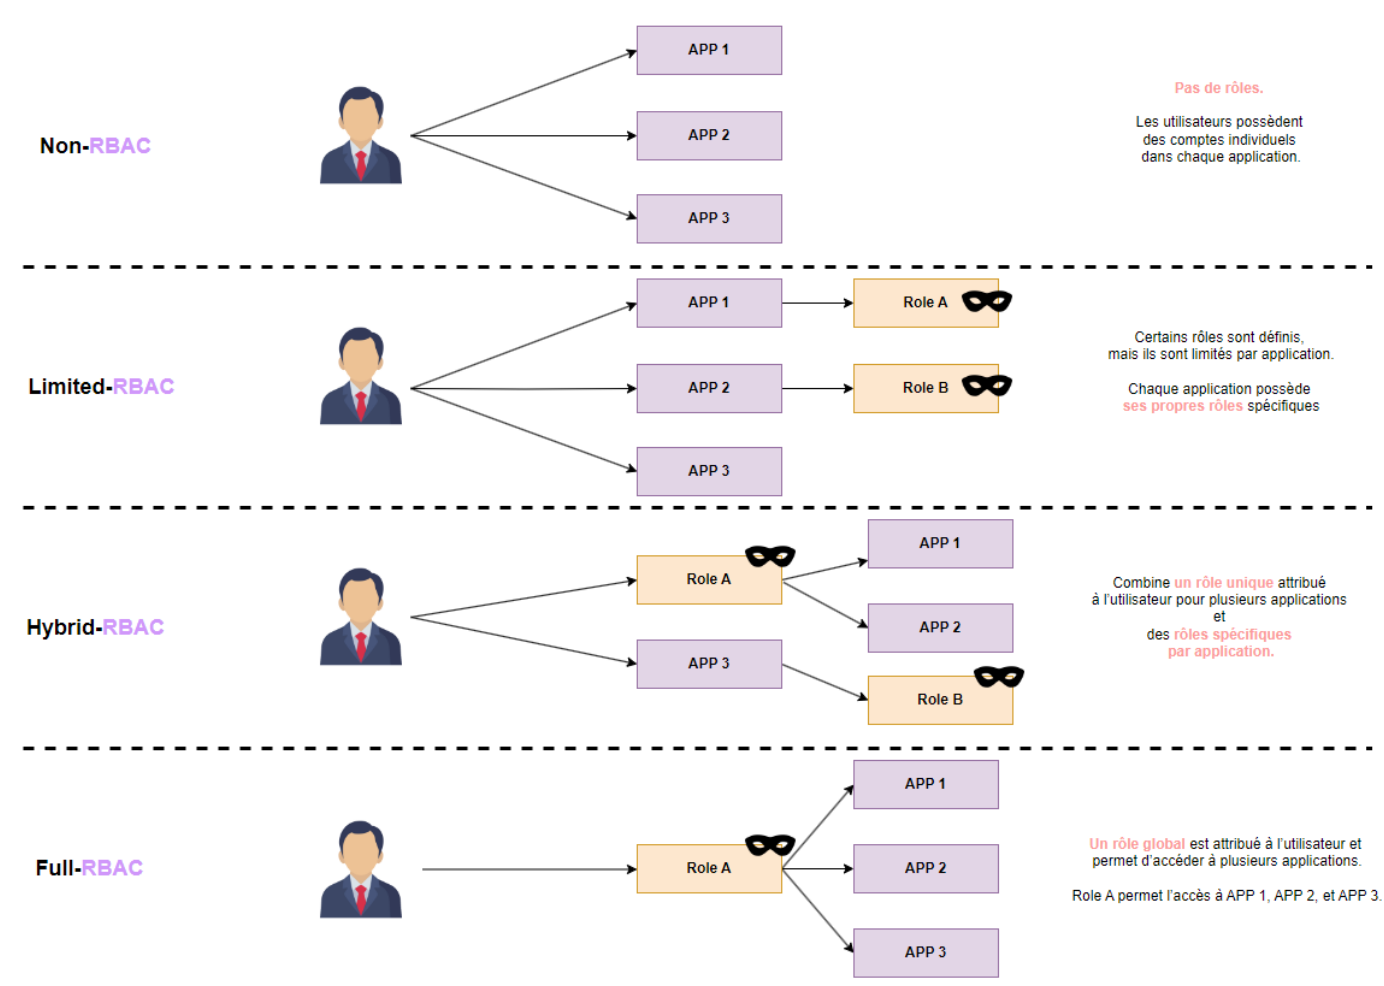 Non-RBAC
APP 1
APP 2
APP 3
Pas de rôles.
Les utilisateurs possèdent
des comptes individuels
dans chaque application.
Limited-RBAC
APP 1
Role A
APP 2
Role B
APP 3
Certains rôles sont définis,
mais ils sont limités par application.
Chaque application possède
ses propres rôles spécifiques
Hybrid-RBAC
Role A
APP 1
APP 2
APP 3
Role B
Combine un rôle unique attribué
à l'utilisateur pour plusieurs applications
et
des rôles spécifiques
par application.
Full-RBAC
Role A
APP 1
APP 2
APP 3
Un rôle global est attribué à l'utilisateur et
permet d'accéder à plusieurs applications.
Role A permet l'accès à APP 1, APP 2, et APP 3.